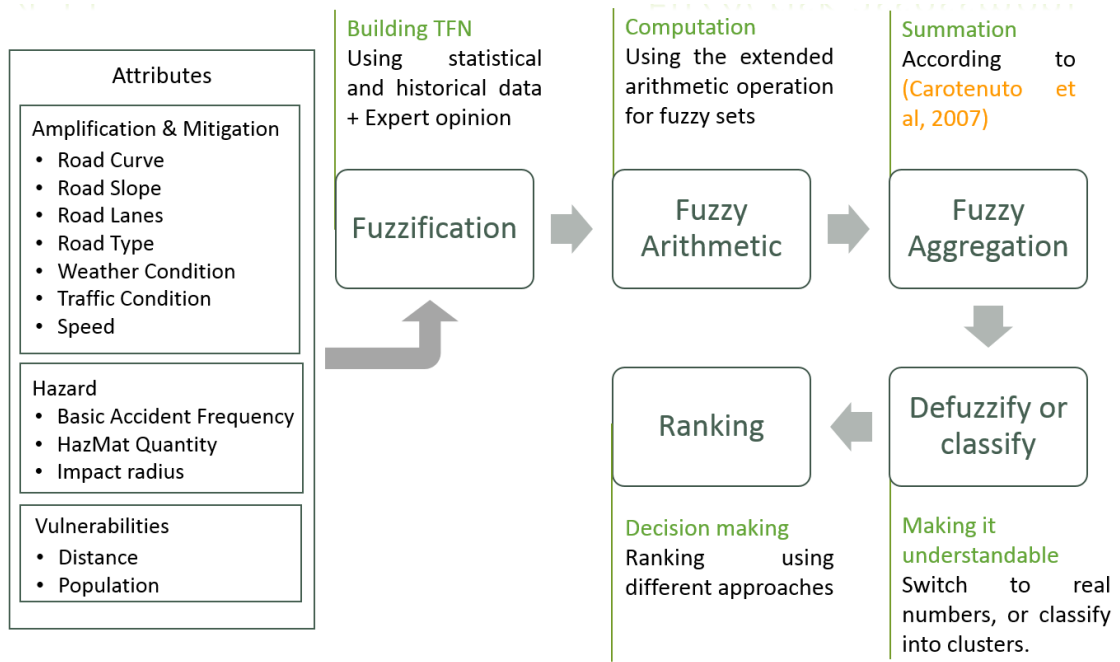 Attributes
Amplification & Mitigation
• Road Curve
• Road Slope
• Road Lanes
• Road Type
• Weather Condition
• Traffic Condition
• Speed
Hazard
• Basic Accident Frequency
• HazMat Quantity
• Impact radius
Vulnerabilities
• Distance
• Population
Building TFN
Using statistical
and historical data
+ Expert opinion
Fuzzification
Computation
Using the extended
arithmetic operation
for fuzzy sets
Fuzzy
Arithmetic
Summation
According to
(Carotenuto et
al, 2007)
Fuzzy
Aggregation
Defuzzify or
classify
Making it
understandable
Switch to real
numbers, or classify
into clusters.
Ranking
Decision making
Ranking using
different approaches